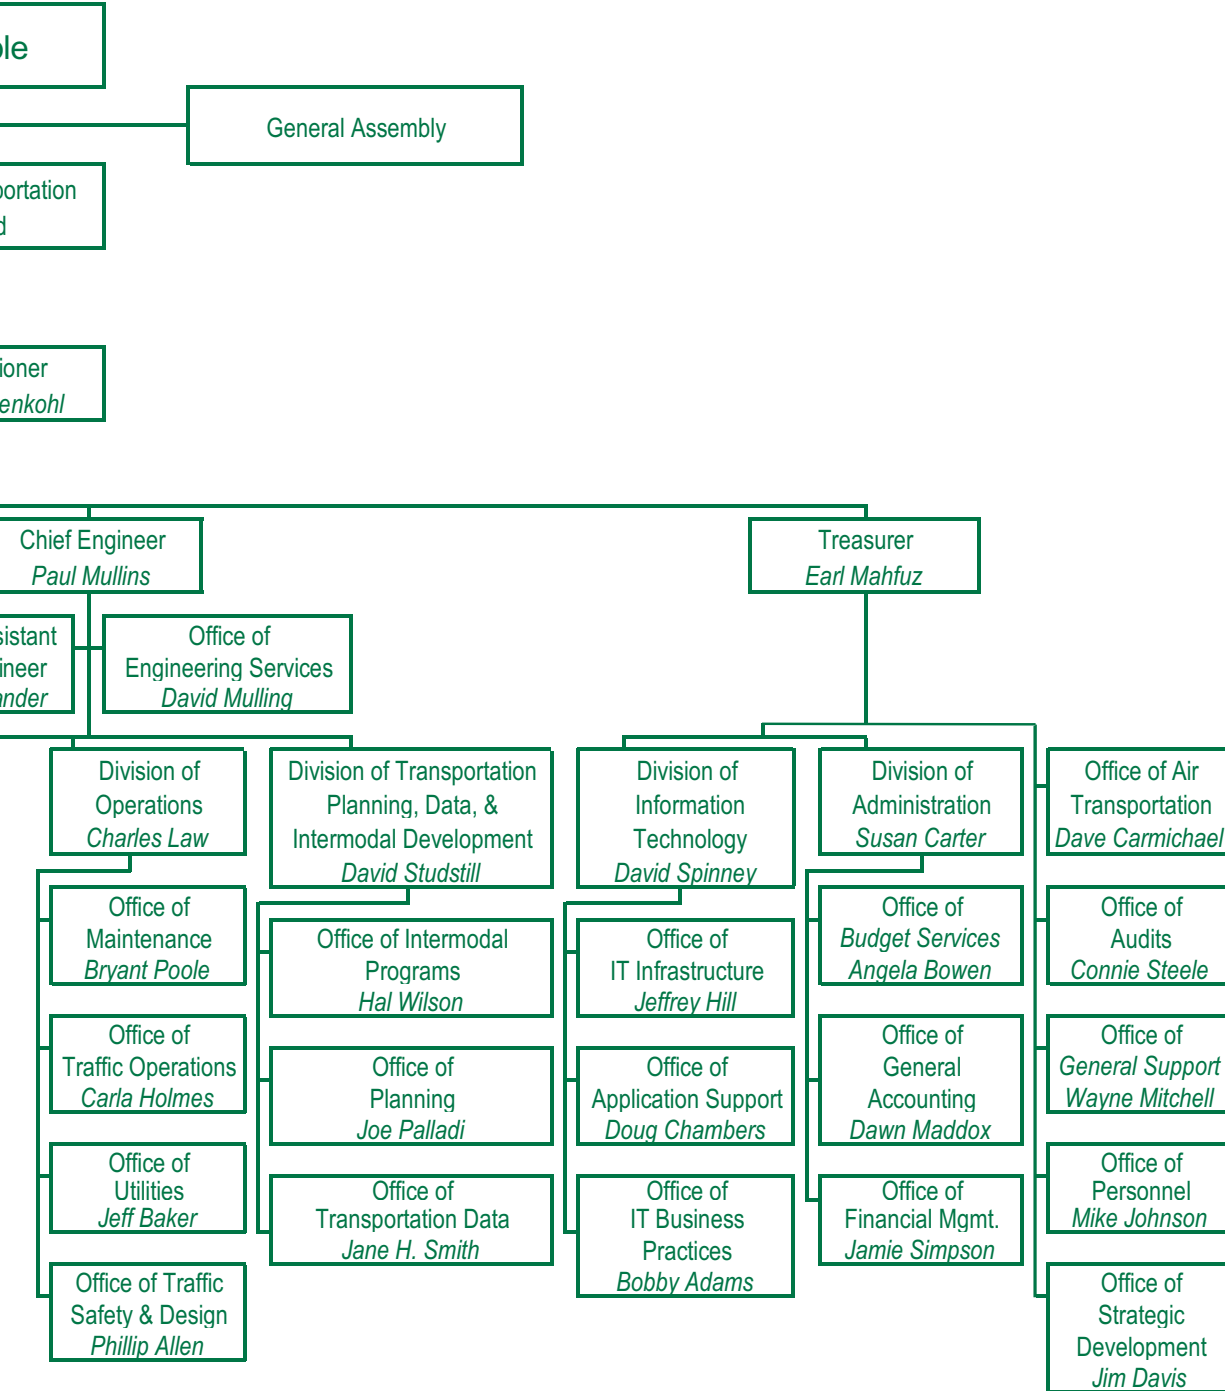 General Assembly
Chief Engineer
Paul Mullins
Treasurer
Earl Mahfuz
Office of
Engineering Services
David Mulling
Division of
Operations
Charles Law
Division of Transportation
Planning, Data, &
Intermodal Development
David Studstill
Division of
Information
Technology
David Spinney
Division of
Administration
Susan Carter
Office of Air
Transportation
Dave Carmichael
Office of
Maintenance
Bryant Poole
Office of Intermodal
Programs
Hal Wilson
Office of
IT Infrastructure
Jeffrey Hill
Office of
Budget Services
Angela Bowen
Office of
Audits
Connie Steele
Office of
Traffic Operations
Carla Holmes
Office of
Planning
Joe Palladi
Office of
Application Support
Doug Chambers
Office of
General
Accounting
Dawn Maddox
Office of
General Support
Wayne Mitchell
Office of
Utilities
Jeff Baker
Office of
Transportation Data
Jane H. Smith
Office of
IT Business
Practices
Bobby Adams
Office of
Financial Mgmt.
Jamie Simpson
Office of
Personnel
Mike Johnson
Office of Traffic
Safety & Design
Phillip Allen
Office of
Strategic
Development
Jim Davis